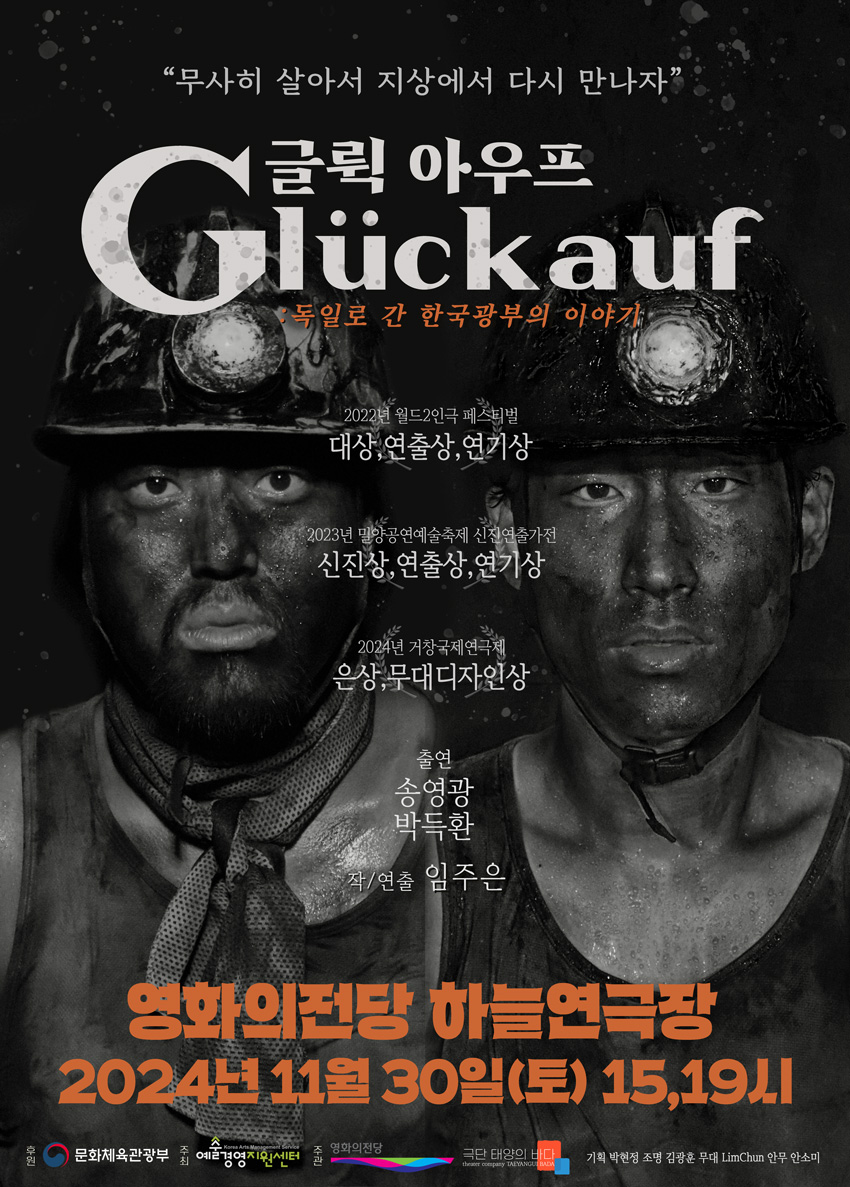 “무사히 살아서 지상에서 다시 만나자”
글뤽 아우프
Glückauf
:독일로 간 한국광부의 이야기
2022년 월드2인극 페스티벌
대상,연출상,연기상
2023년 밀양공연예술축제 신진연출가전
신진상,연출상,연기상
2024년 거창국제연극제
은상,무대디자인상
출연
송영광
박득환
작/연출 임주은
영화의전당 하늘연극장
2024년 11월 30일(토) 15,19시
후원 문화체육관광부 주최 Korea Arts Management Service 예술경영지원센터 주관 영화의전당 극단 태양의 바다 theater company TAEYANGUI BADA 기획 박현정 조명 김광훈 무대 LimChun 안무 안소미